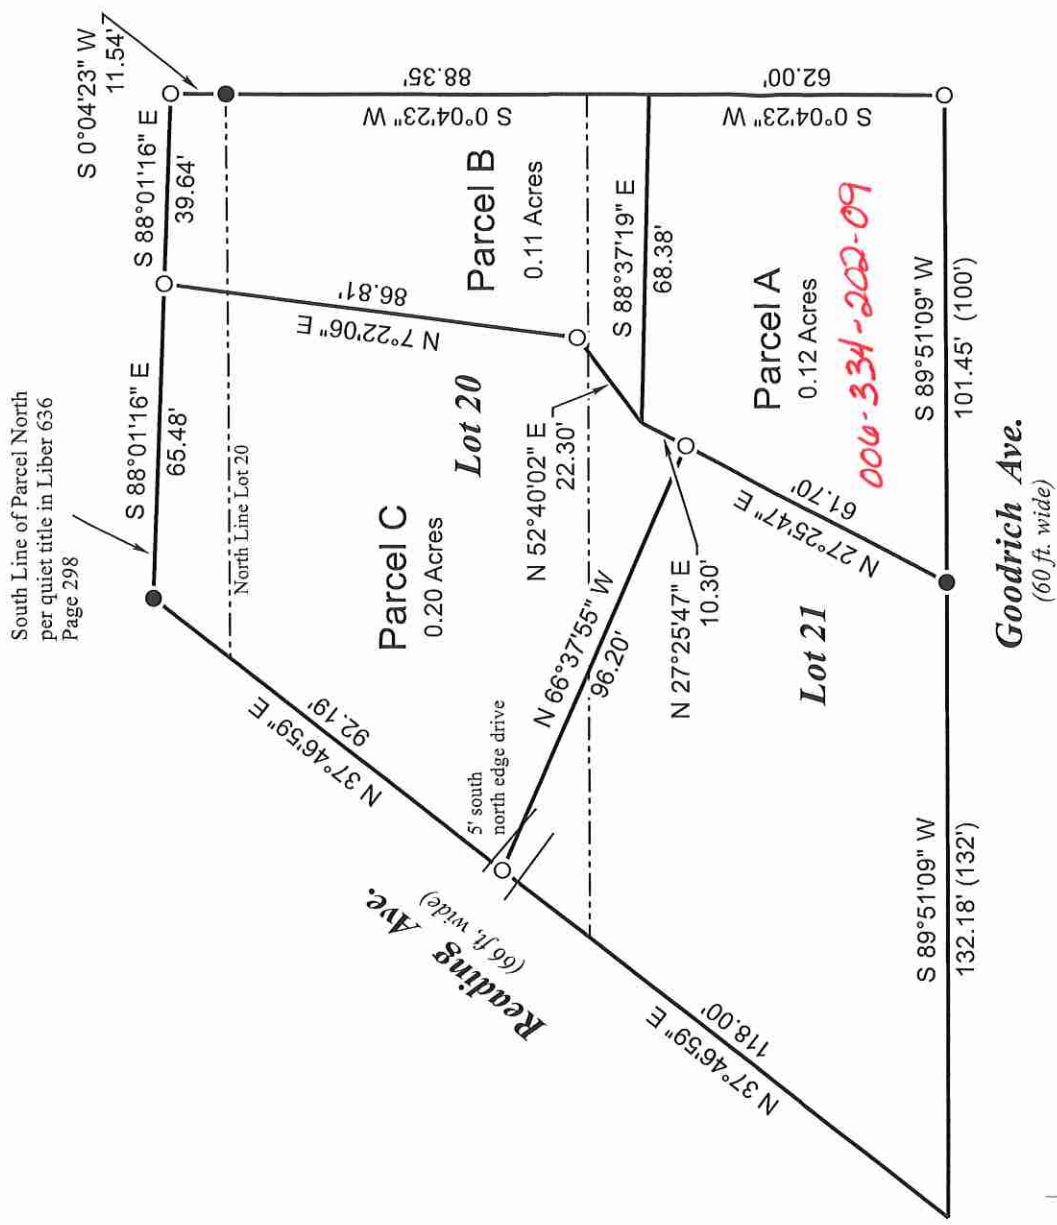 South Line of Parcel North
per quiet title in Liber 636
Page 298
S 0°04'23" W
11.54'
S 88°01'16" E
65.48'
S 88°01'16" E
39.64'
North Line Lot 20
N 37°46'59" E
92.19'
Parcel C
0.20 Acres
Lot 20
N 7°22'06" E
86.81'
Parcel B
0.11 Acres
S 0°04'23" W
88.35'
N 52°40'02" E
22.30'
S 88°37'19" E
68.38'
5' south
north edge drive
N 66°37'55" W
96.20'
N 27°25'47" E
10.30'
Reading Ave.
(66 ft. wide)
N 37°46'59" E
118.00'
Lot 21
N 27°25'47" E
61.70'
Parcel A
0.12 Acres
006-334-202-09
S 0°04'23" W
62.00'
S 89°51'09" W
132.18' (132')
S 89°51'09" W
101.45' (100')
Goodrich Ave.
(60 ft. wide)